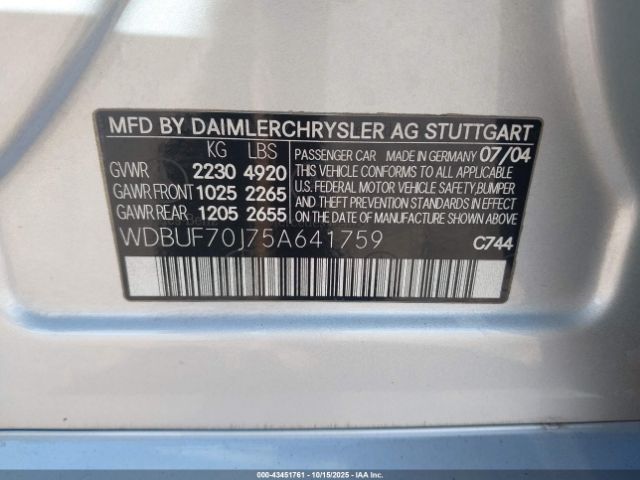 MFD BY DAIMLERCHRYSLER AG STUTTGART
KG LBS
GVWR 2230 4920
GAWR FRONT 1025 2265
GAWR REAR 1205 2655
PASSENGER CAR MADE IN GERMANY 07/04
THIS VEHICLE CONFORMS TO ALL APPLICABLE
U.S. FEDERAL MOTOR VEHICLE SAFETY,BUMPER
AND THEFT PREVENTION STANDARDS IN EFFECT
ON THE DATE OF MANUFACTURE SHOWN ABOVE.
WDBUF70J75A641759
C744
000-43451761 - 10/15/2025 - IAA Inc.